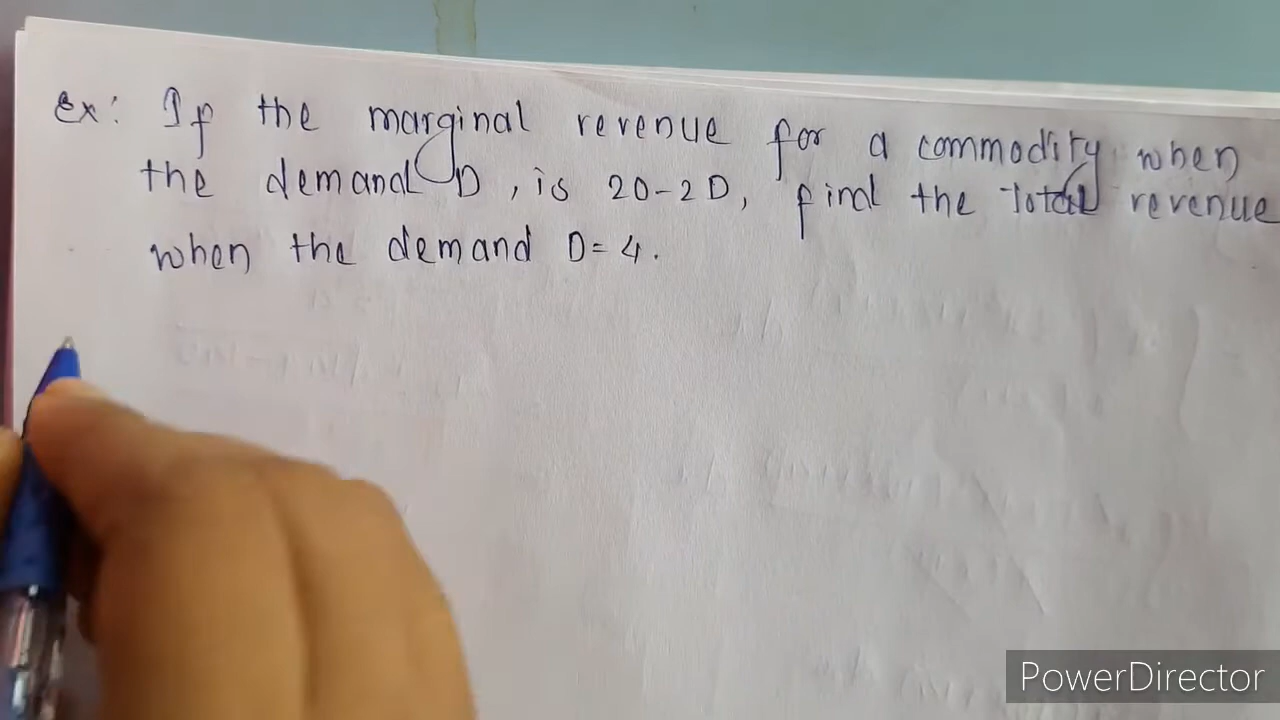 Ex: If the marginal revenue for a commodity when
the demand D, is 20-2D, find the Total revenue
when the demand D=4.
PowerDirector